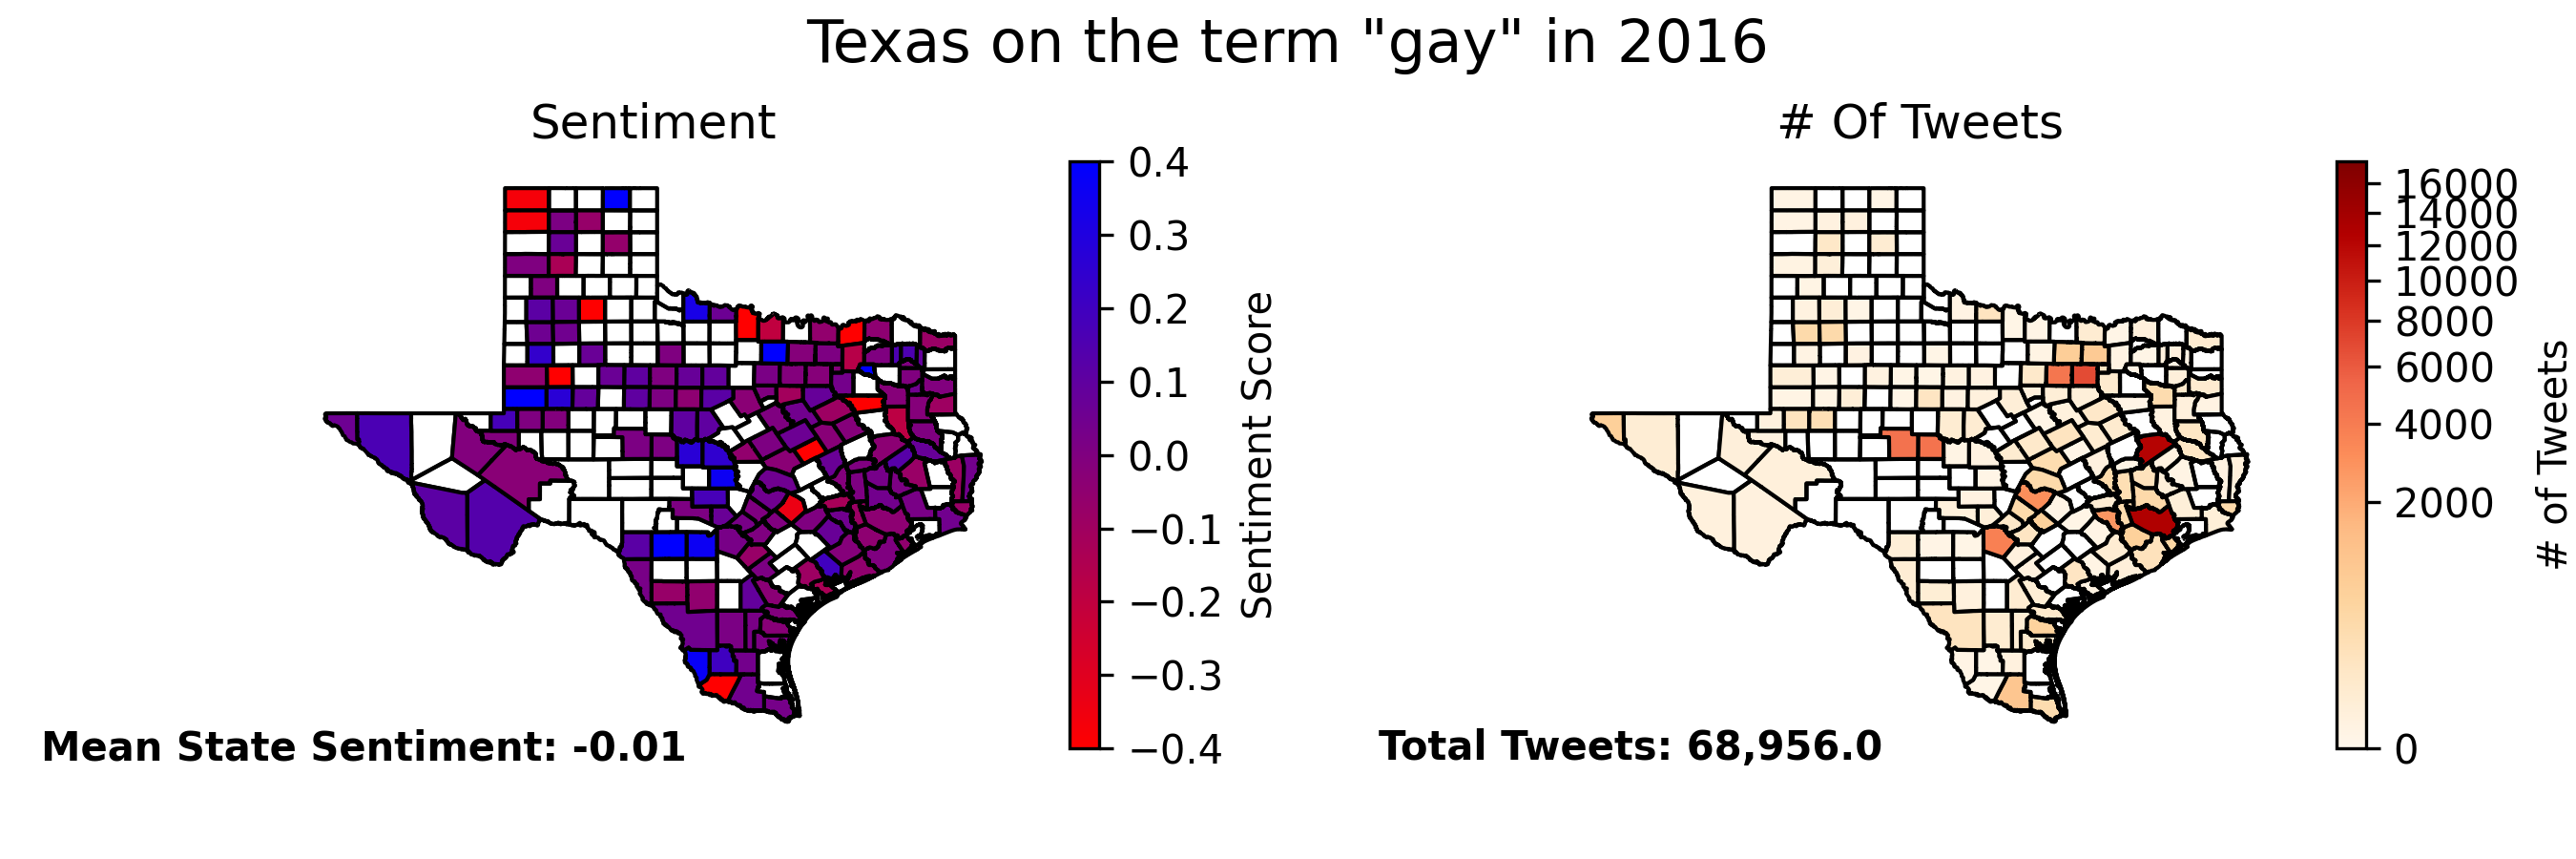 Texas on the term "gay" in 2016
Sentiment
0.4
0.3
0.2
0.1
0.0
−0.1
−0.2
−0.3
−0.4
Sentiment Score
Mean State Sentiment: -0.01
# Of Tweets
16000
14000
12000
10000
8000
6000
4000
2000
0
# of Tweets
Total Tweets: 68,956.0